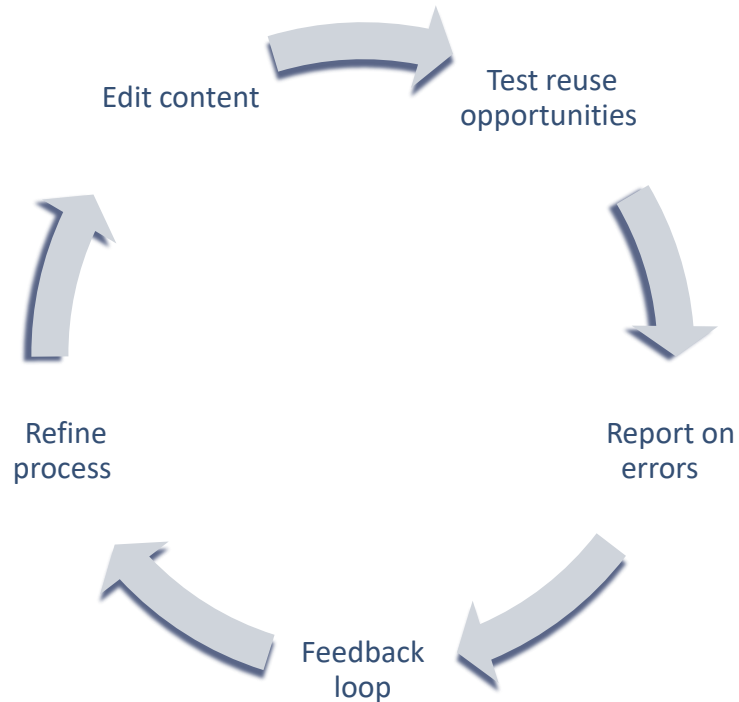 Edit content
Test reuse
opportunities
Report on
errors
Feedback
loop
Refine
process